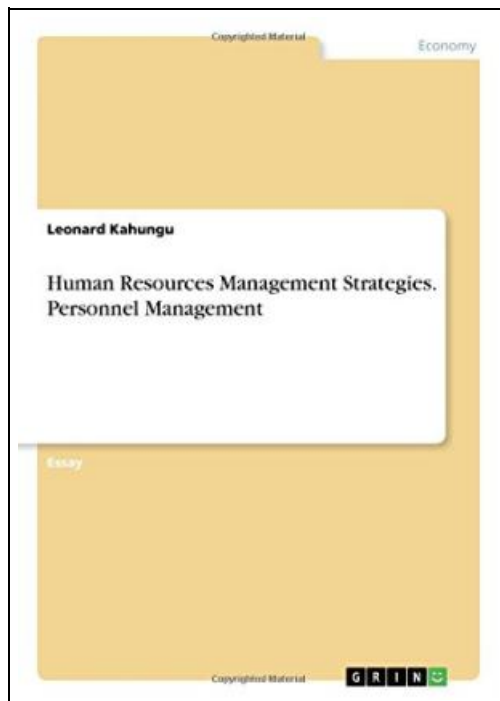 Copyrighted Material
Economy
Leonard Kahungu
Human Resources Management Strategies.
Personnel Management
Essay
Copyrighted Material
GRIN